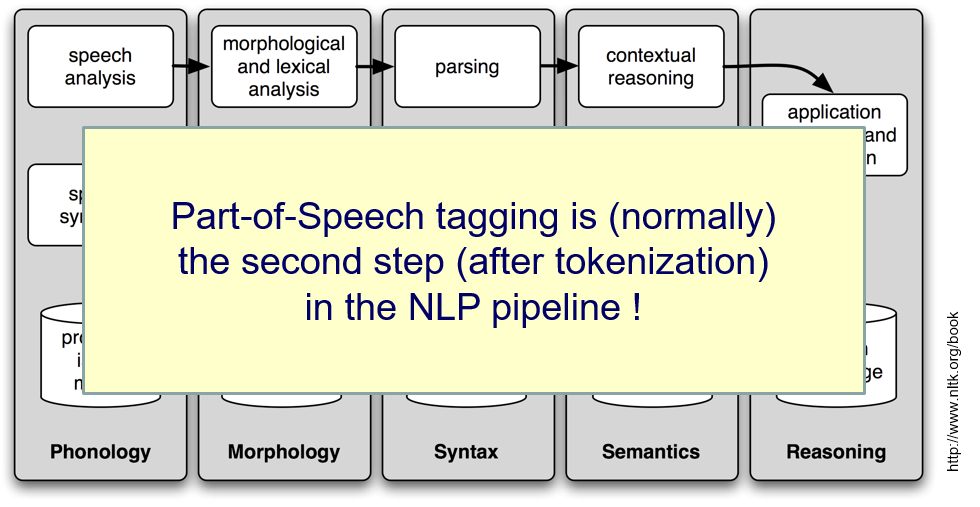 speech
analysis
morphological
and lexical
analysis
parsing
contextual
reasoning
application
and
Part-of-Speech tagging is (normally)
the second step (after tokenization)
in the NLP pipeline !
Phonology
Morphology
Syntax
Semantics
Reasoning
http://www.nltk.org/book